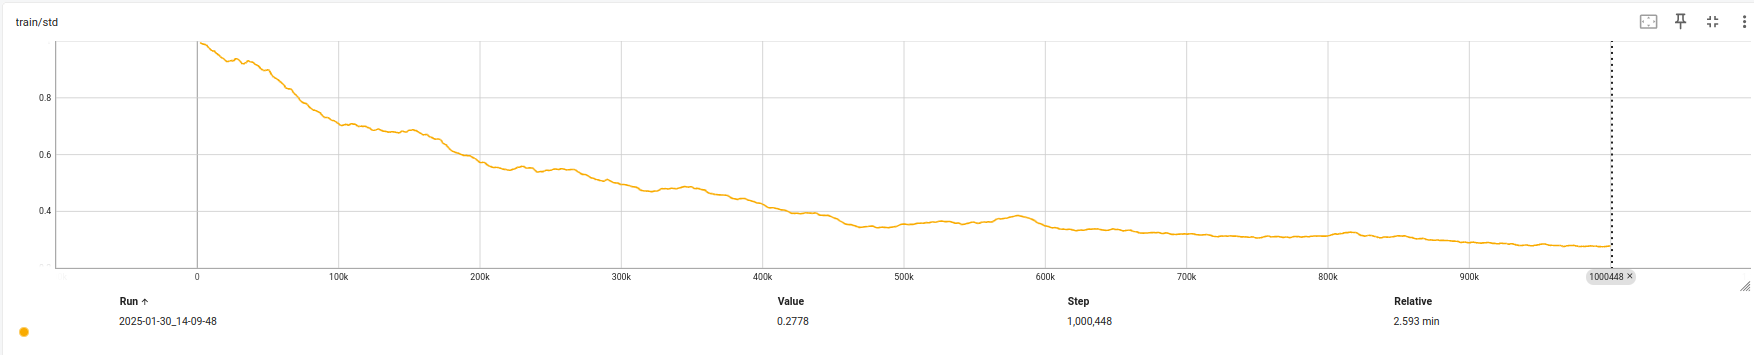 train/std
0.8
0.6
0.4
0 100k 200k 300k 400k 500k 600k 700k 800k 900k 1000448 ×
Run ↑ Value Step Relative
2025-01-30_14-09-48 0.2778 1,000,448 2.593 min